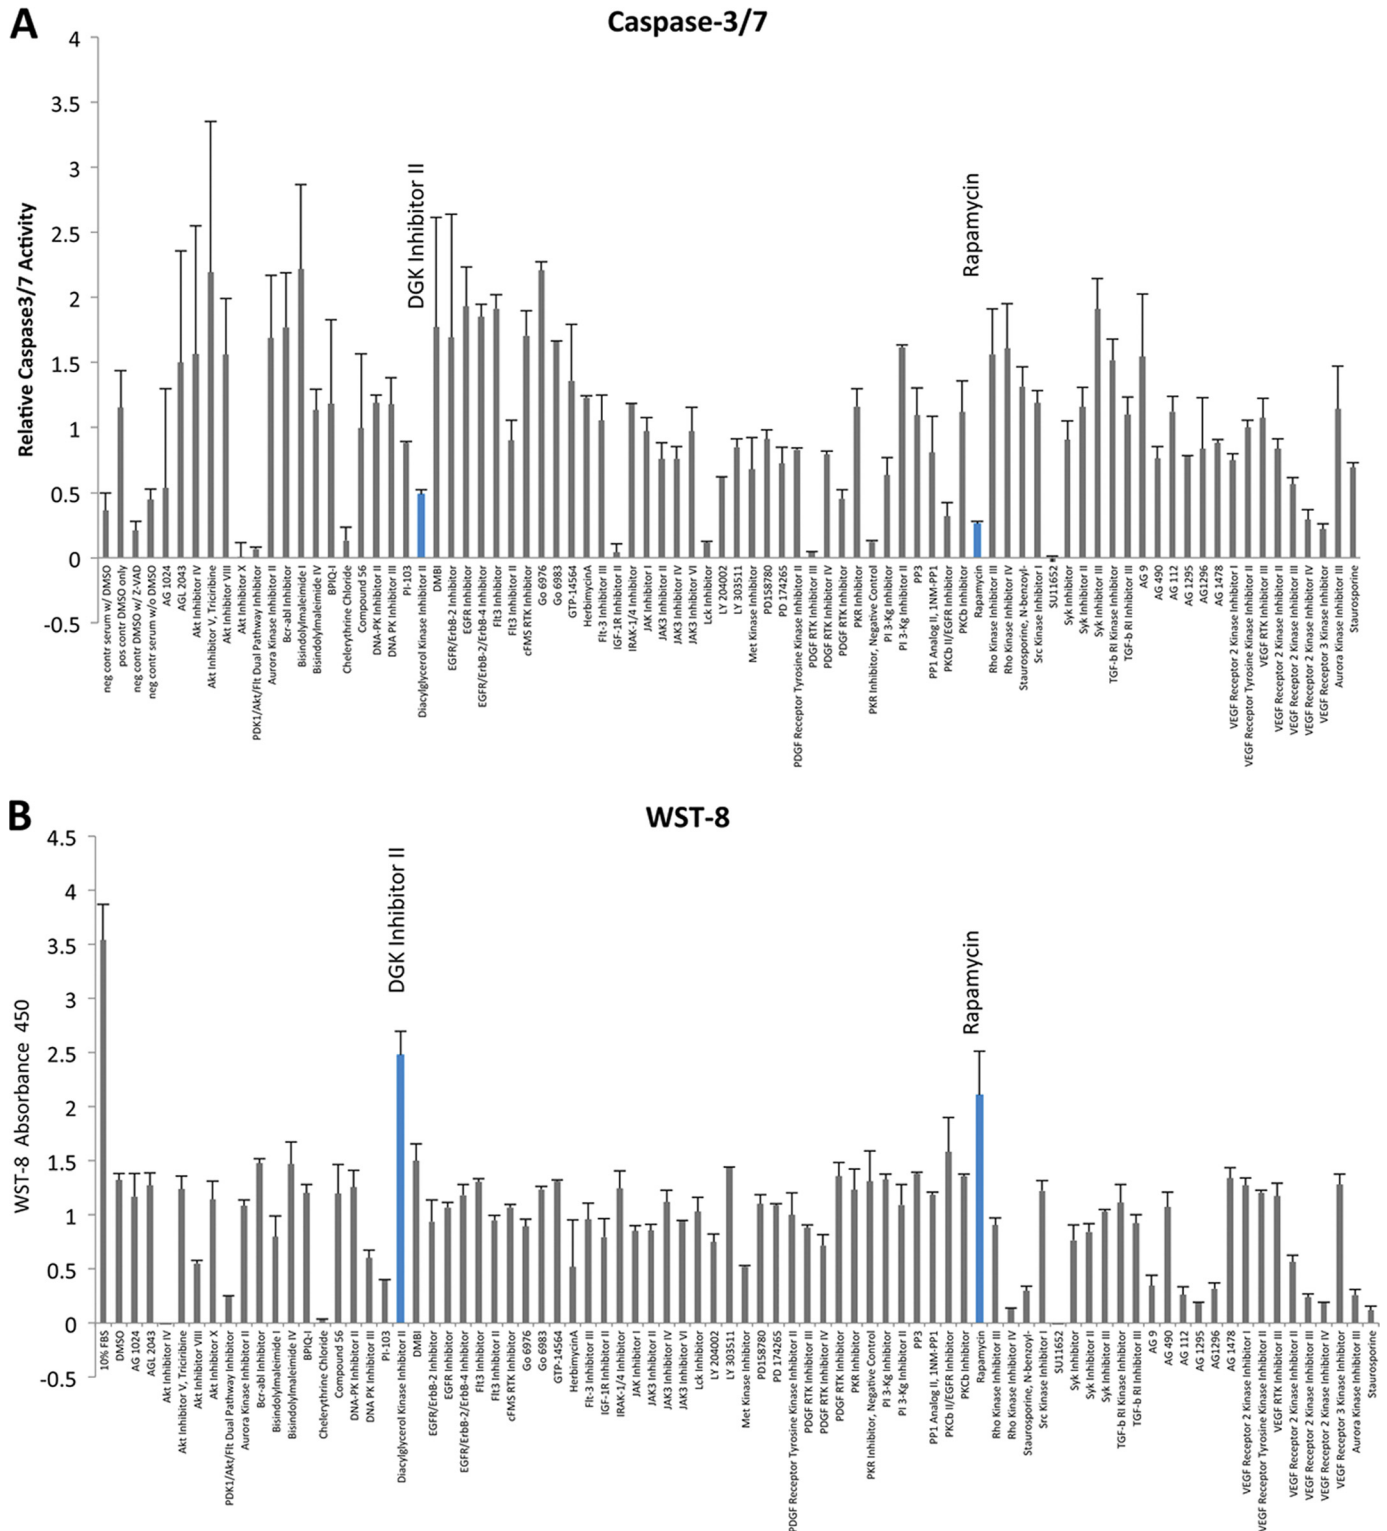 A
Caspase-3/7
4
3.5
3
2.5
2
1.5
1
0.5
0
-0.5
Relative Caspase3/7 Activity
DGK Inhibitor II
Rapamycin
neg contr serum w/ DMSO
pos contr DMSO only
neg contr DMSO w/ Z-VAD
neg contr serum w/o DMSO
AG 1024
AGL 2043
Akt Inhibitor IV
Akt Inhibitor V, Triciribine
Akt Inhibitor VIII
Akt Inhibitor X
PDK1/Akt/Flt Dual Pathway Inhibitor
Aurora Kinase Inhibitor II
Bcr-abl Inhibitor
Bisindolylmaleimide I
Bisindolylmaleimide IV
BPIQ-I
Chelerythrine Chloride
Compound 56
DNA-PK Inhibitor II
DNA PK Inhibitor III
PI-103
Diacylglycerol Kinase Inhibitor II
DMBI
EGFR/ErbB-2 Inhibitor
EGFR Inhibitor
EGFR/ErbB-2/ErbB-4 Inhibitor
Flt3 Inhibitor
Flt3 Inhibitor II
cFMS RTK Inhibitor
Go 6976
Go 6983
GTP-14564
HerbimycinA
Flt-3 Inhibitor III
IGF-1R Inhibitor II
IRAK-1/4 Inhibitor
JAK Inhibitor I
JAK3 Inhibitor II
JAK3 Inhibitor IV
JAK3 Inhibitor VI
Lck Inhibitor
LY 204002
LY 303511
Met Kinase Inhibitor
PD158780
PD 174265
PDGF Receptor Tyrosine Kinase Inhibitor II
PDGF RTK Inhibitor III
PDGF RTK Inhibitor IV
PDGF RTK Inhibitor
PKR Inhibitor
PKR Inhibitor, Negative Control
PI 3-Kg Inhibitor
PI 3-Kg Inhibitor II
PP3
PP1 Analog II, 1NM-PP1
PKCb II/EGFR Inhibitor
PKCb Inhibitor
Rapamycin
Rho Kinase Inhibitor III
Rho Kinase Inhibitor IV
Staurosporine, N-benzoyl-
Src Kinase Inhibitor I
SU11652 *
Syk Inhibitor
Syk Inhibitor II
Syk Inhibitor III
TGF-b RI Kinase Inhibitor
TGF-b RI Inhibitor III
AG 9
AG 490
AG 112
AG 1295
AG1296
AG 1478
VEGF Receptor 2 Kinase Inhibitor I
VEGF Receptor Tyrosine Kinase Inhibitor II
VEGF RTK Inhibitor III
VEGF Receptor 2 Kinase Inhibitor II
VEGF Receptor 2 Kinase Inhibitor III
VEGF Receptor 2 Kinase Inhibitor IV
VEGF Receptor 3 Kinase Inhibitor
Aurora Kinase Inhibitor III
Staurosporine
B
WST-8
4.5
4
3.5
3
2.5
2
1.5
1
0.5
0
-0.5
WST-8 Absorbance 450
DGK Inhibitor II
Rapamycin
10% FBS
DMSO
AG 1024
AGL 2043
Akt Inhibitor IV
Akt Inhibitor V, Triciribine
Akt Inhibitor VIII
Akt Inhibitor X
PDK1/Akt/Flt Dual Pathway Inhibitor
Aurora Kinase Inhibitor II
Bcr-abl Inhibitor
Bisindolylmaleimide I
Bisindolylmaleimide IV
BPIQ-I
Chelerythrine Chloride
Compound 56
DNA-PK Inhibitor II
DNA PK Inhibitor III
PI-103
Diacylglycerol Kinase Inhibitor II
DMBI
EGFR/ErbB-2 Inhibitor
EGFR Inhibitor
EGFR/ErbB-2/ErbB-4 Inhibitor
Flt3 Inhibitor
Flt3 Inhibitor II
cFMS RTK Inhibitor
Go 6976
Go 6983
GTP-14564
HerbimycinA
Flt-3 Inhibitor III
IGF-1R Inhibitor II
IRAK-1/4 Inhibitor
JAK Inhibitor I
JAK3 Inhibitor II
JAK3 Inhibitor IV
JAK3 Inhibitor VI
Lck Inhibitor
LY 204002
LY 303511
Met Kinase Inhibitor
PD158780
PD 174265
PDGF Receptor Tyrosine Kinase Inhibitor II
PDGF RTK Inhibitor III
PDGF RTK Inhibitor IV
PDGF RTK Inhibitor
PKR Inhibitor
PKR Inhibitor, Negative Control
PI 3-Kg Inhibitor
PI 3-Kg Inhibitor II
PP3
PP1 Analog II, 1NM-PP1
PKCb II/EGFR Inhibitor
PKCb Inhibitor
Rapamycin
Rho Kinase Inhibitor III
Rho Kinase Inhibitor IV
Staurosporine, N-benzoyl-
Src Kinase Inhibitor I
SU11652
Syk Inhibitor
Syk Inhibitor II
Syk Inhibitor III
TGF-b RI Kinase Inhibitor
TGF-b RI Inhibitor III
AG 9
AG 490
AG 112
AG 1295
AG1296
AG 1478
VEGF Receptor 2 Kinase Inhibitor I
VEGF Receptor Tyrosine Kinase Inhibitor II
VEGF RTK Inhibitor III
VEGF Receptor 2 Kinase Inhibitor II
VEGF Receptor 2 Kinase Inhibitor III
VEGF Receptor 2 Kinase Inhibitor IV
VEGF Receptor 3 Kinase Inhibitor
Aurora Kinase Inhibitor III
Staurosporine